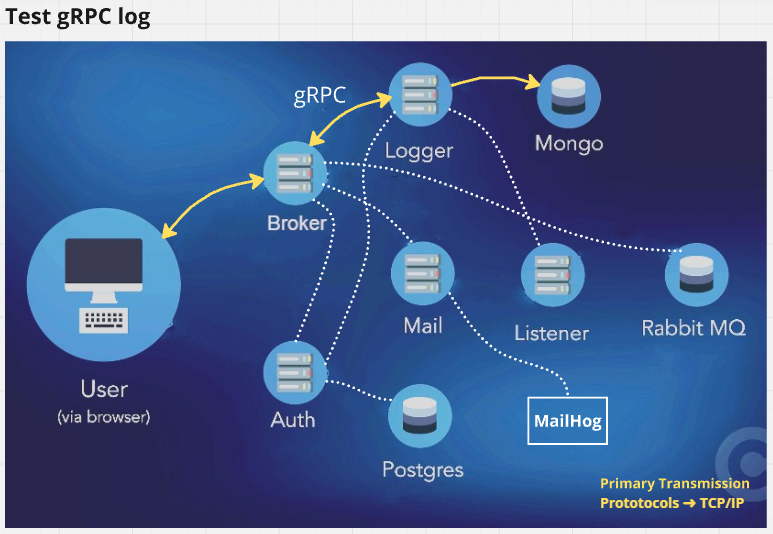 Test gRPC log
gRPC
Logger
Mongo
Broker
Mail
Listener
Rabbit MQ
User
(via browser)
Auth
Postgres
MailHog
Primary Transmission
Prototocols ➔ TCP/IP